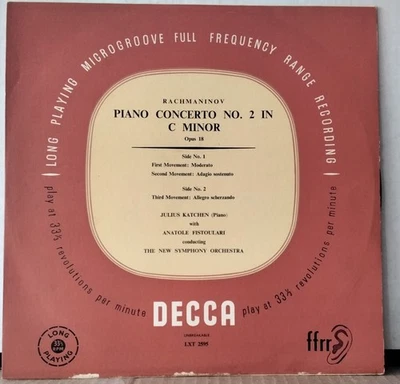 LONG PLAYING MICROGROOVE FULL FREQUENCY RANGE RECORDING
RACHMANINOV
PIANO CONCERTO NO. 2 IN
C MINOR
Opus 18
Side No. 1
First Movement: Moderato
Second Movement: Adagio sostenuto
Side No. 2
Third Movement: Allegro scherzando
JULIUS KATCHEN (Piano)
with
ANATOLE FISTOULARI
conducting
THE NEW SYMPHONY ORCHESTRA
play at 33⅓ revolutions per minute
DECCA
play at 33⅓ revolutions per minute
UNBREAKABLE
LXT 2595
LONG
33⅓
R.P.M.
PLAYING
ffrr